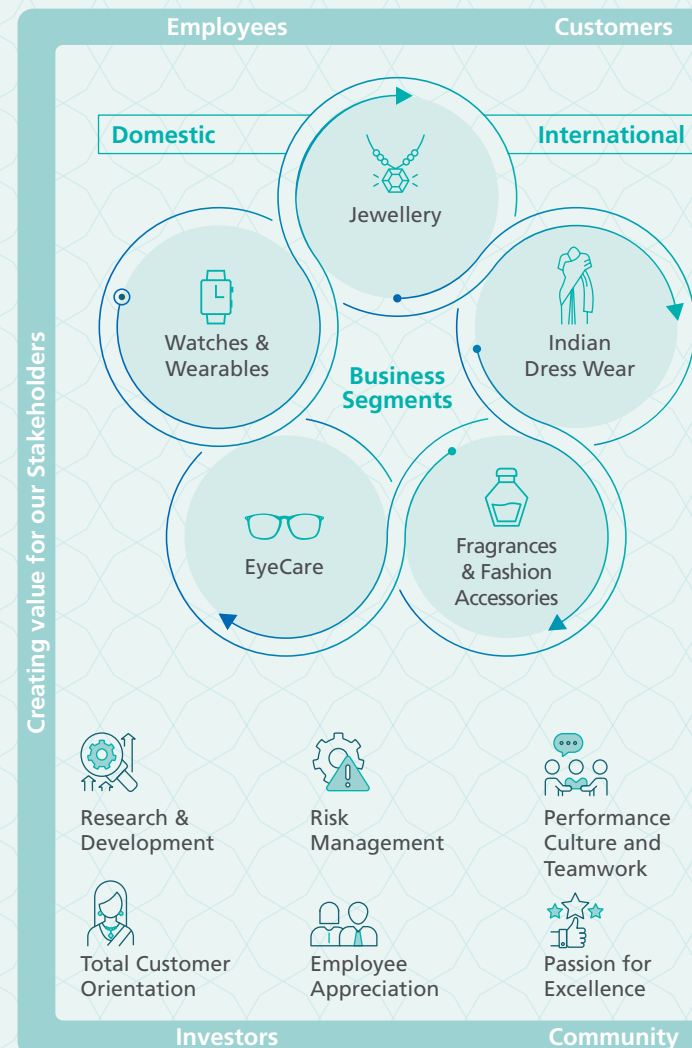 Employees
Customers
Creating value for our Stakeholders
Domestic
International
Jewellery
Watches &
Wearables
Indian
Dress Wear
Business
Segments
EyeCare
Fragrances
& Fashion
Accessories
Research &
Development
Risk
Management
Performance
Culture and
Teamwork
Total Customer
Orientation
Employee
Appreciation
Passion for
Excellence
Investors
Community